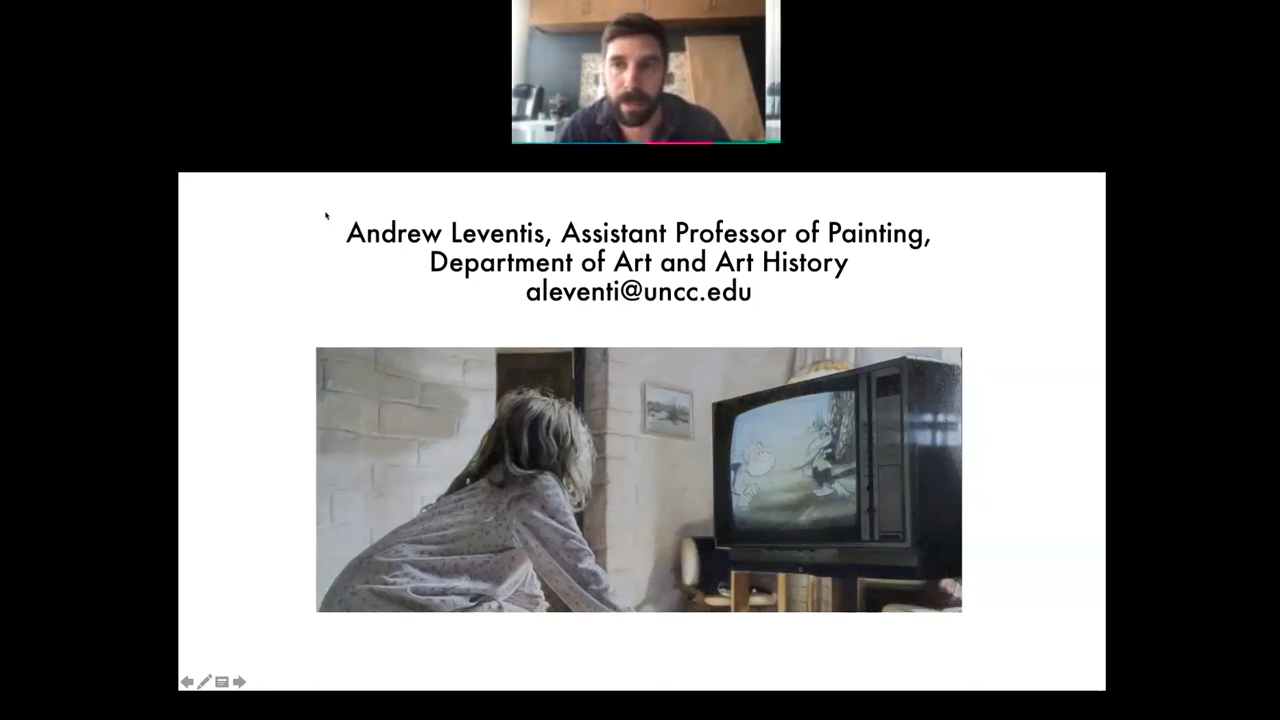 Andrew Leventis, Assistant Professor of Painting,
Department of Art and Art History
aleventi@uncc.edu